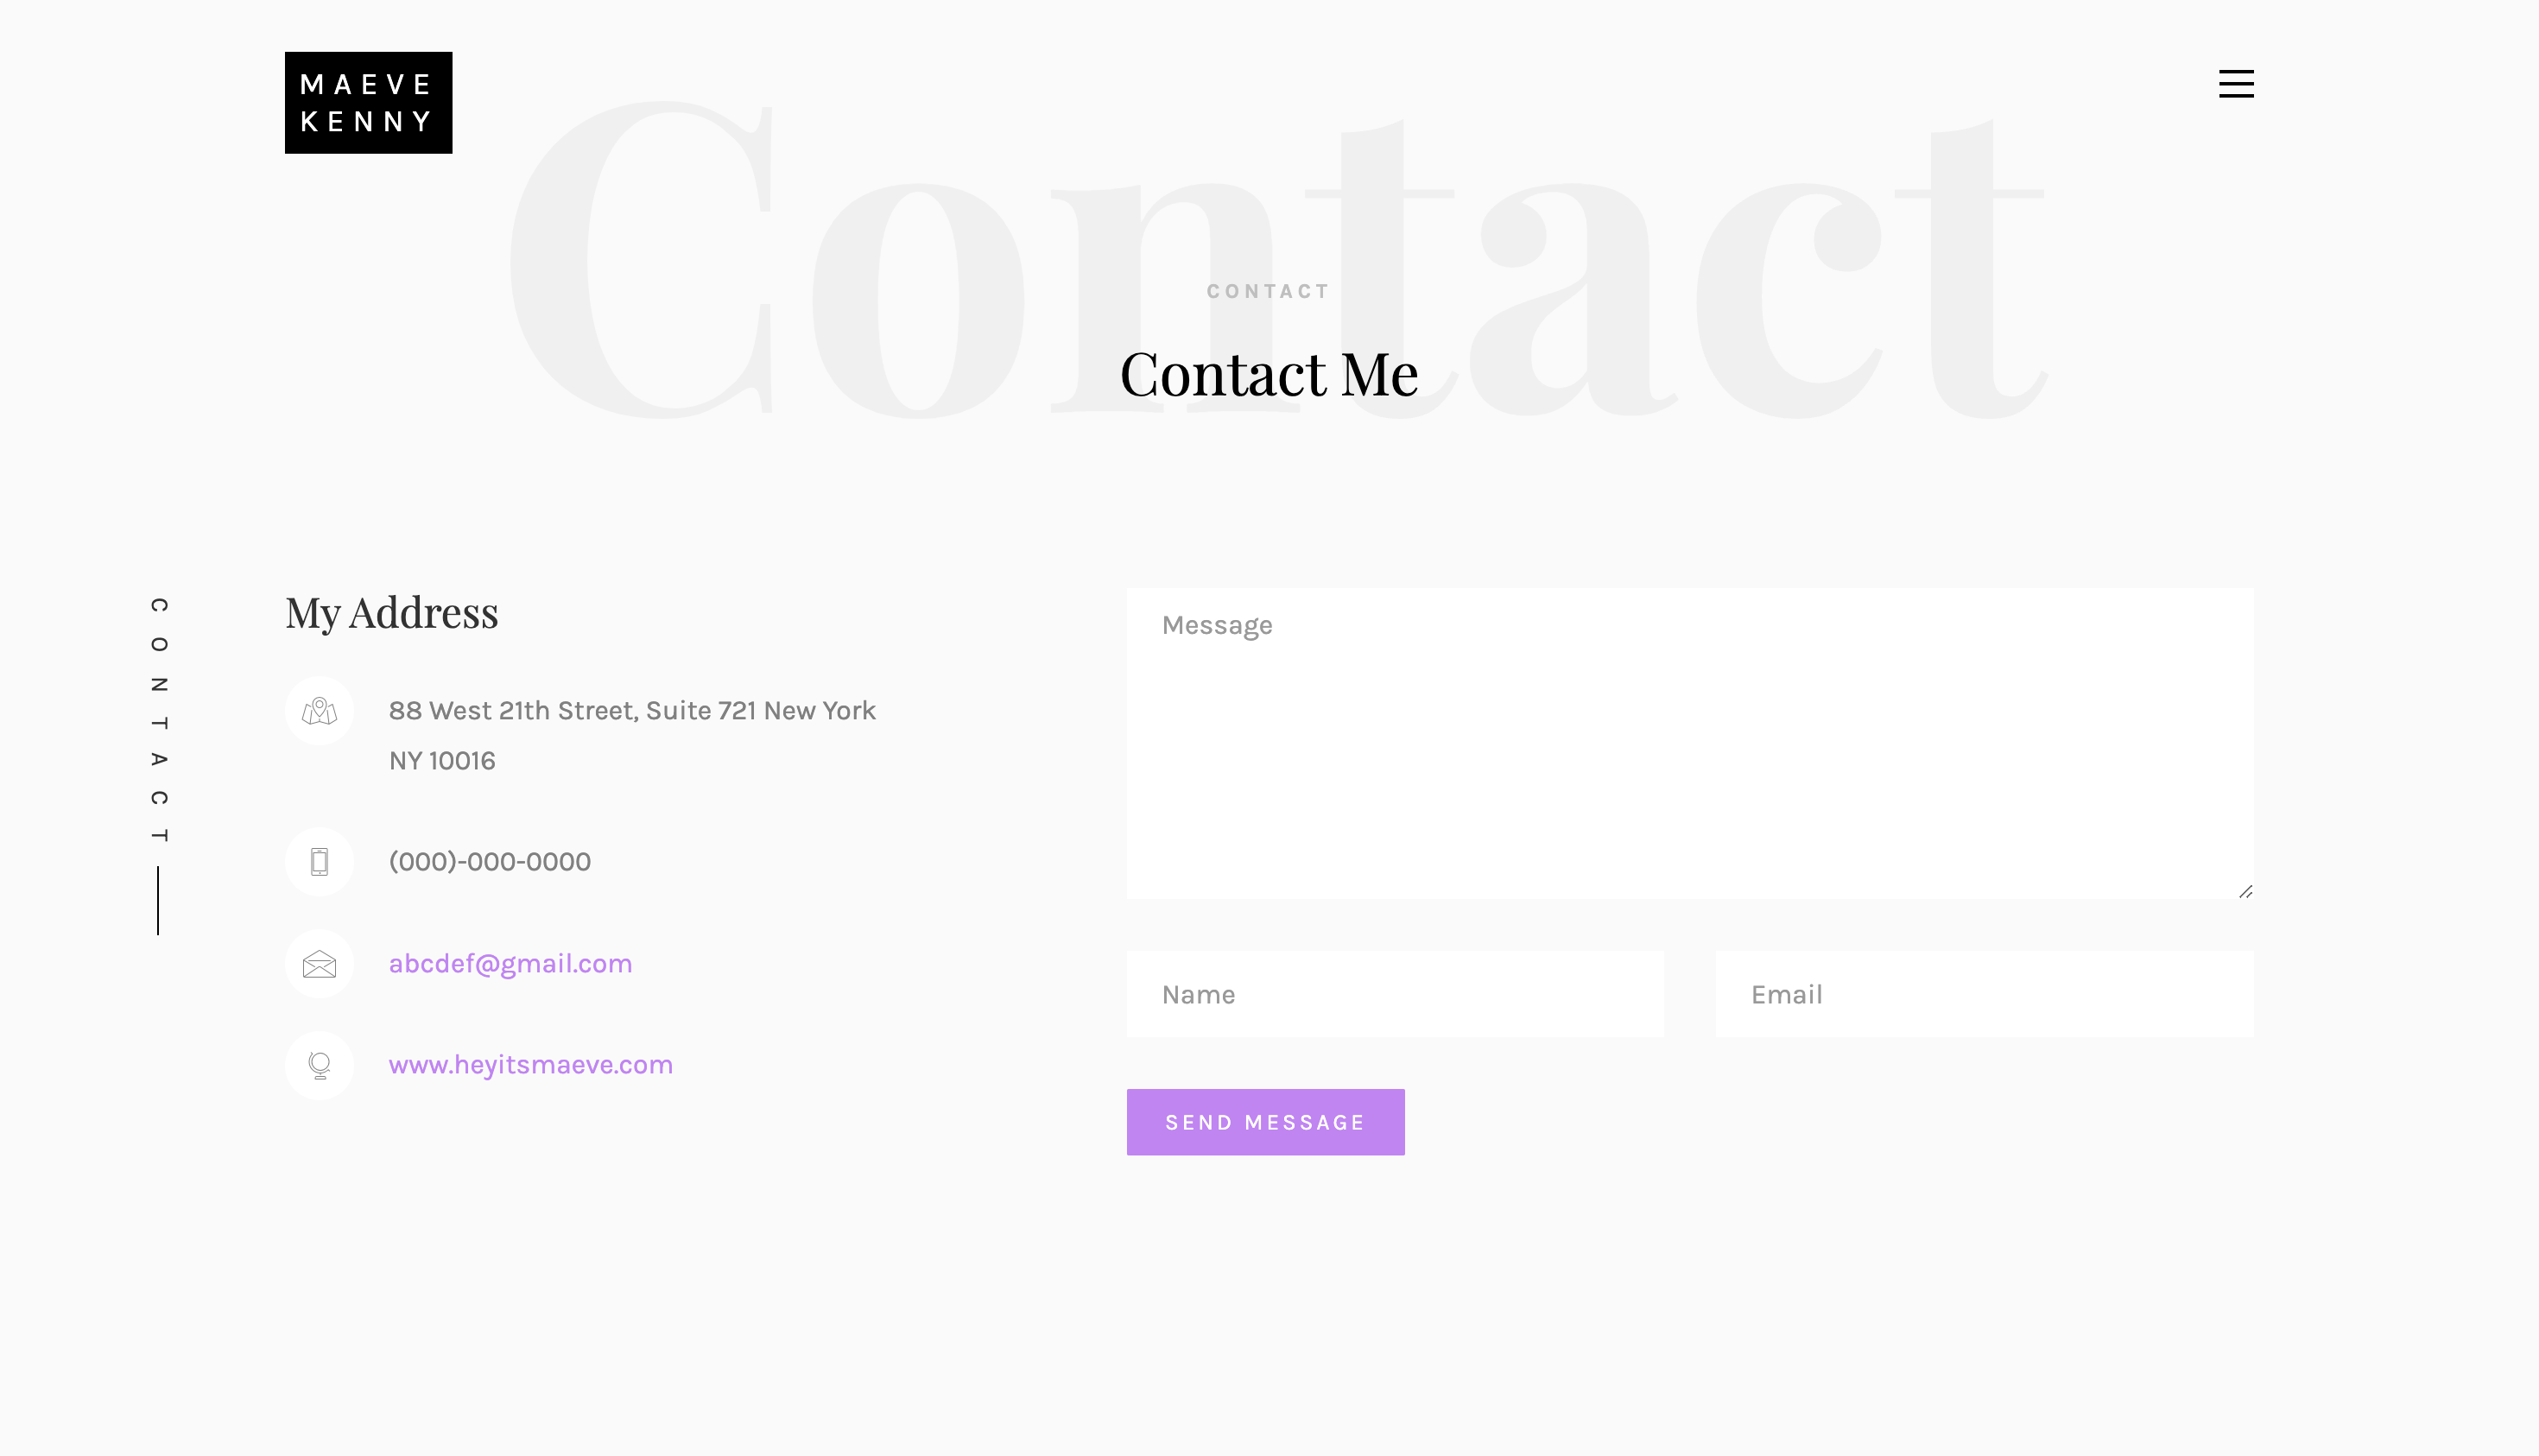 MAEVE
KENNY
Contact
CONTACT
Contact Me
CONTACT
My Address
88 West 21th Street, Suite 721 New York
NY 10016
(000)-000-0000
abcdef@gmail.com
www.heyitsmaeve.com
Message
Name
Email
SEND MESSAGE